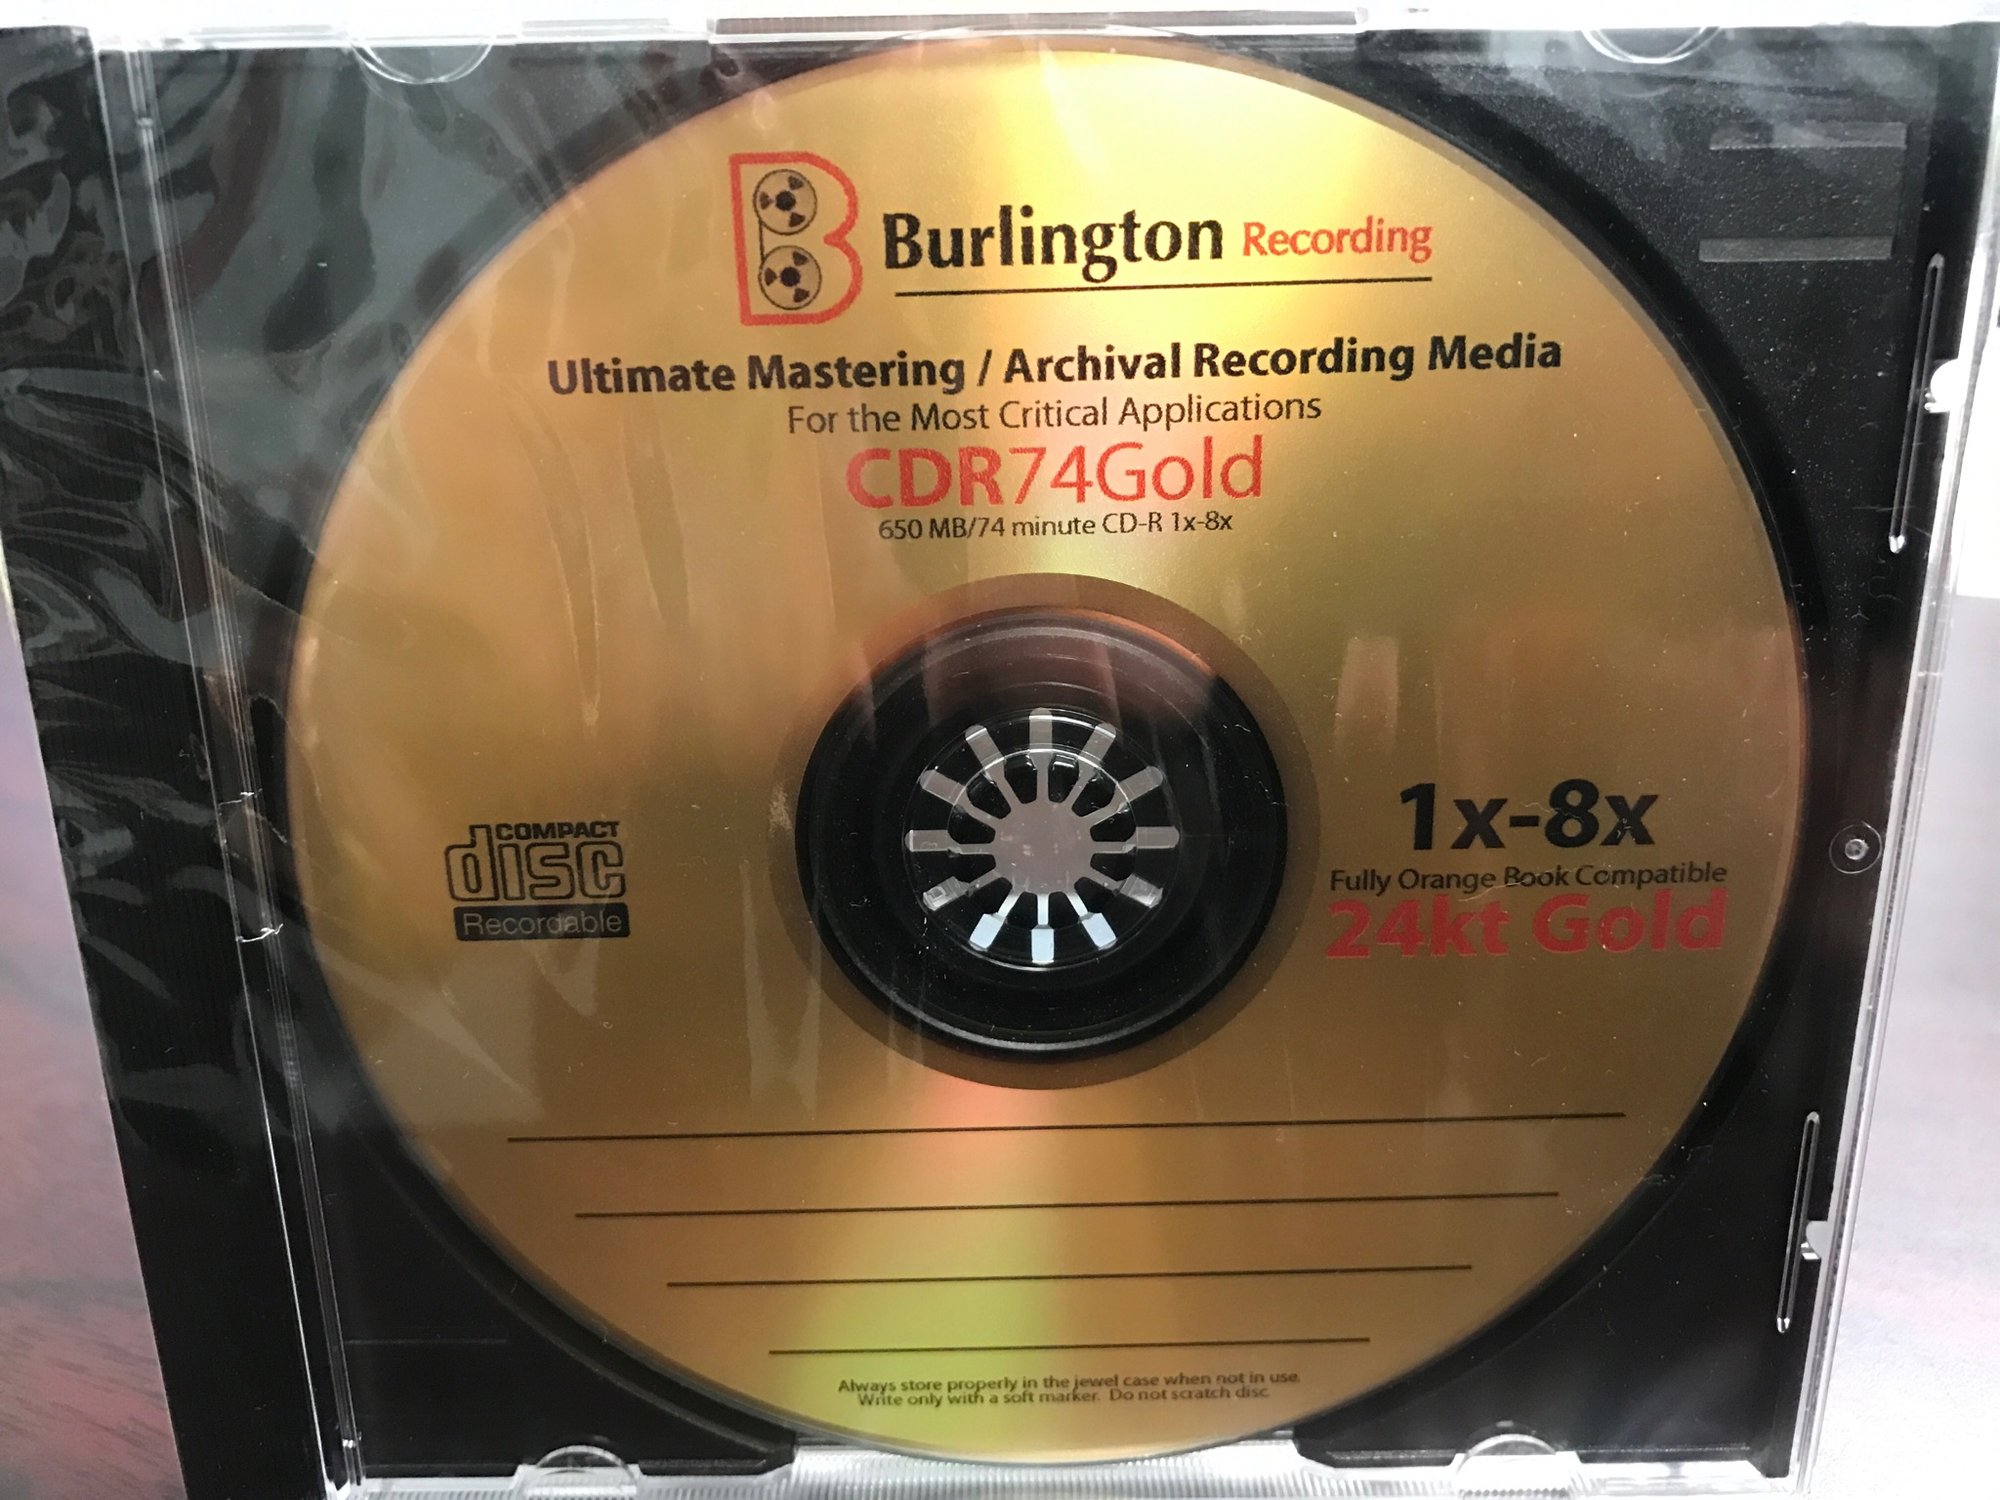 B Burlington Recording
Ultimate Mastering / Archival Recording Media
For the Most Critical Applications
CDR74Gold
650 MB/74 minute CD-R 1x-8x
COMPACT
disc
Recordable
1x-8x
Fully Orange Book Compatible
24kt Gold
Always store properly in the jewel case when not in use.
Write only with a soft marker. Do not scratch disc